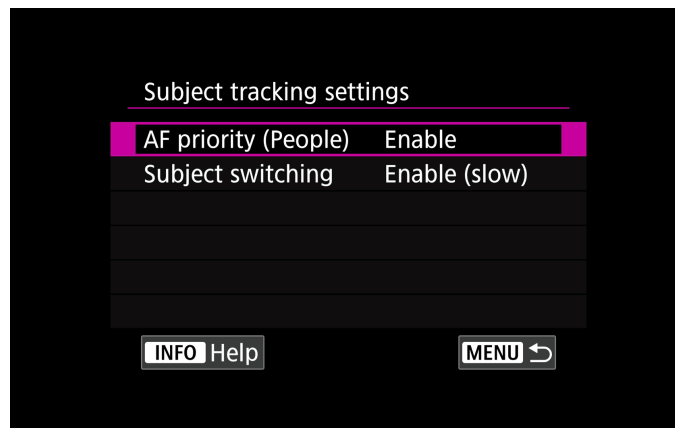 Subject tracking settings
AF priority (People) Enable
Subject switching Enable (slow)
INFO Help MENU